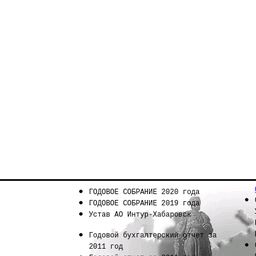 ГОДОВОЕ СОБРАНИЕ 2020 года
ГОДОВОЕ СОБРАНИЕ 2019 года
Устав АО Интур-Хабаровск
Годовой бухгалтерский отчет за
2011 год